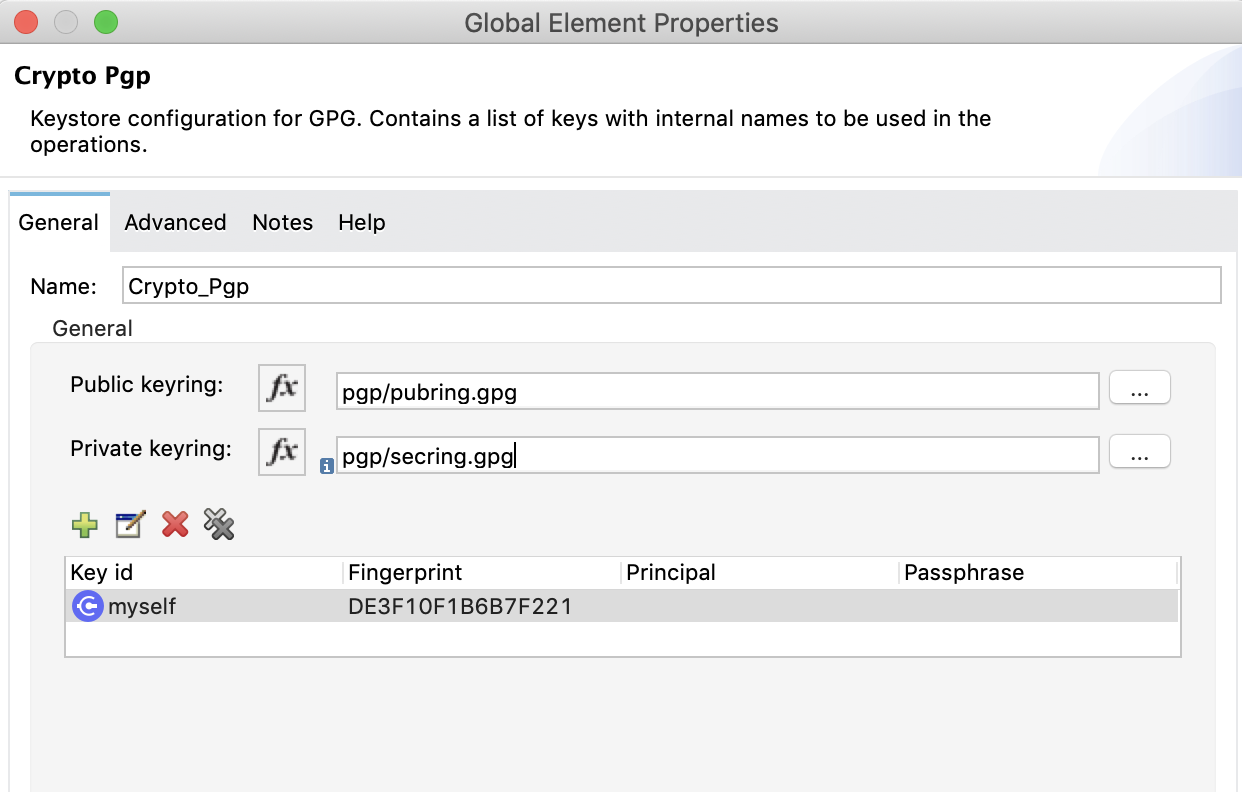 Global Element Properties
Crypto Pgp
Keystore configuration for GPG. Contains a list of keys with internal names to be used in the
operations.
General Advanced Notes Help
Name: Crypto_Pgp
General
Public keyring: fx pgp/pubring.gpg ...
Private keyring: fx i pgp/secring.gpg ...
Key id Fingerprint Principal Passphrase
myself DE3F10F1B6B7F221